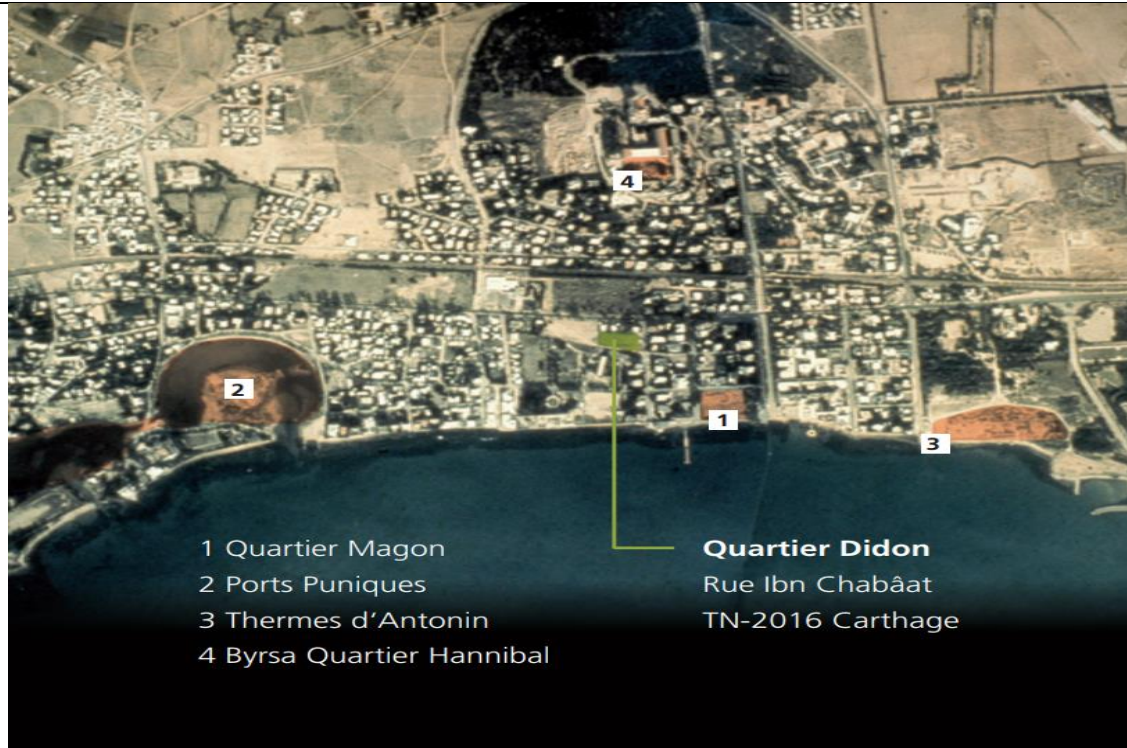 4
2
1
3
1 Quartier Magon
2 Ports Puniques
3 Thermes d'Antonin
4 Byrsa Quartier Hannibal
Quartier Didon
Rue Ibn Chabâat
TN-2016 Carthage